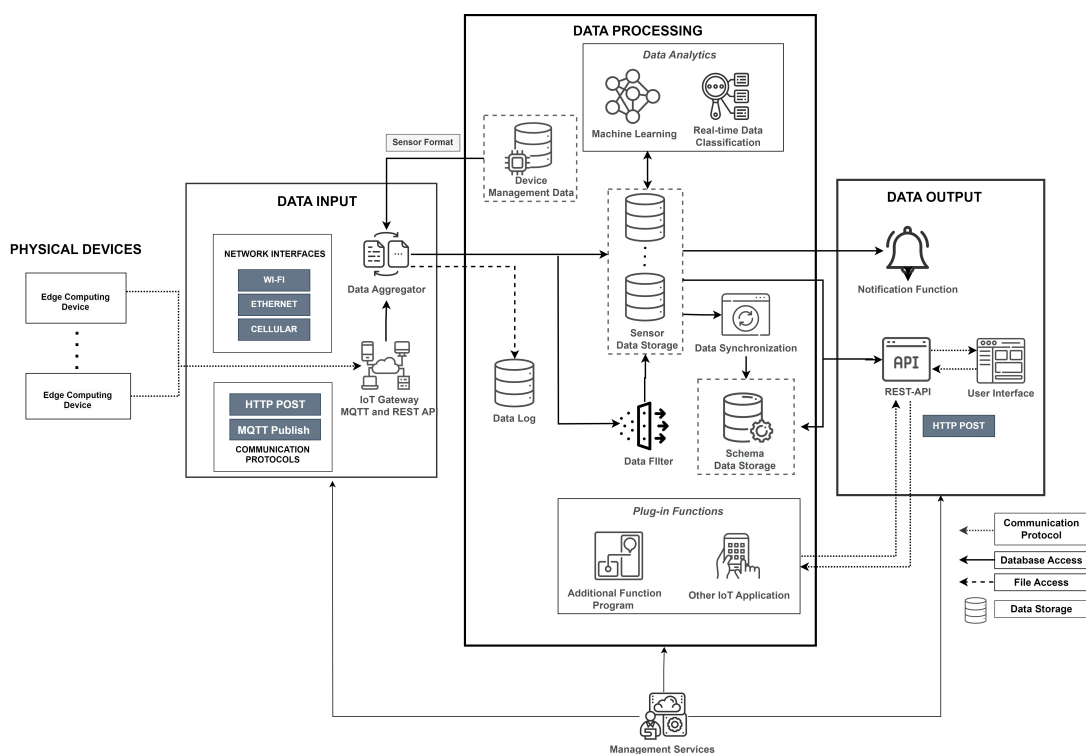 DATA PROCESSING
Data Analytics
Machine Learning
Real-time Data
Classification
Sensor Format
Device
Management Data
DATA INPUT
DATA OUTPUT
PHYSICAL DEVICES
NETWORK INTERFACES
WI-FI
ETHERNET
CELLULAR
Data Aggregator
Edge Computing
Device
Edge Computing
Device
IoT Gateway
MQTT and REST API
HTTP POST
MQTT Publish
COMMUNICATION
PROTOCOLS
Data Log
Sensor
Data Storage
Data Synchronization
Data FIlter
Schema
Data Storage
Notification Function
API
REST-API
User Interface
HTTP POST
Plug-in Functions
Additional Function
Program
Other IoT Application
Communication
Protocol
Database Access
File Access
Data Storage
Management Services